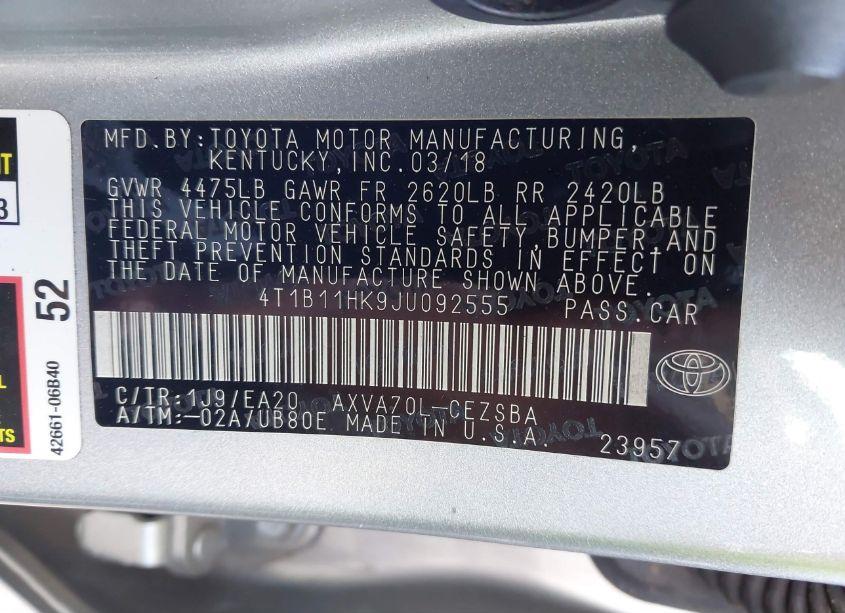 MFD.BY:TOYOTA MOTOR MANUFACTURING,
KENTUCKY,INC.03/18
GVWR 4475LB GAWR FR 2620LB RR 2420LB
THIS VEHICLE CONFORMS TO ALL APPLICABLE
FEDERAL MOTOR VEHICLE SAFETY,BUMPER,AND
THEFT PREVENTION STANDARDS IN EFFECT ON
THE DATE OF MANUFACTURE SHOWN ABOVE.
4T1B11HK9JU092555 PASS.CAR
C/TR:1J9/EA20 AXVA70L-CEZSBA
A/TM:-02A/UB80E MADE IN U.S.A. 23957
NT
3
L
TS
52
42661-06B40